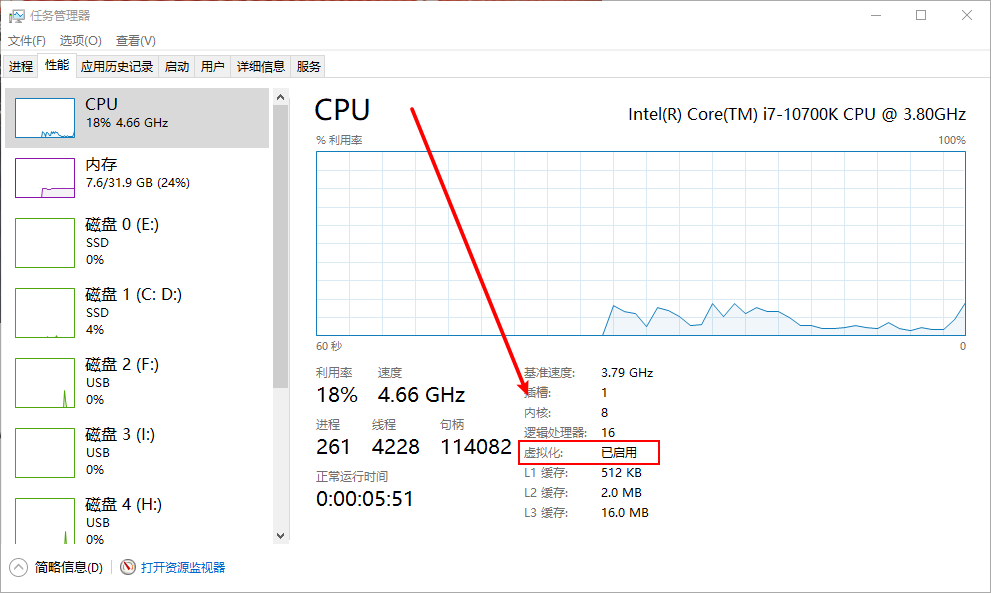 任务管理器
文件(F) 选项(O) 查看(V)
进程 性能 应用历史记录 启动 用户 详细信息 服务
CPU
18% 4.66 GHz
内存
7.6/31.9 GB (24%)
磁盘 0 (E:)
SSD
0%
磁盘 1 (C: D:)
SSD
4%
磁盘 2 (F:)
USB
0%
磁盘 3 (I:)
USB
0%
磁盘 4 (H:)
USB
0%
CPU
Intel(R) Core(TM) i7-10700K CPU @ 3.80GHz
% 利用率 100%
60 秒 0
利用率 速度
18% 4.66 GHz
进程 线程 句柄
261 4228 114082
正常运行时间
0:00:05:51
基准速度: 3.79 GHz
插槽: 1
内核: 8
逻辑处理器: 16
虚拟化: 已启用
L1 缓存: 512 KB
L2 缓存: 2.0 MB
L3 缓存: 16.0 MB
简略信息(D) 打开资源监视器